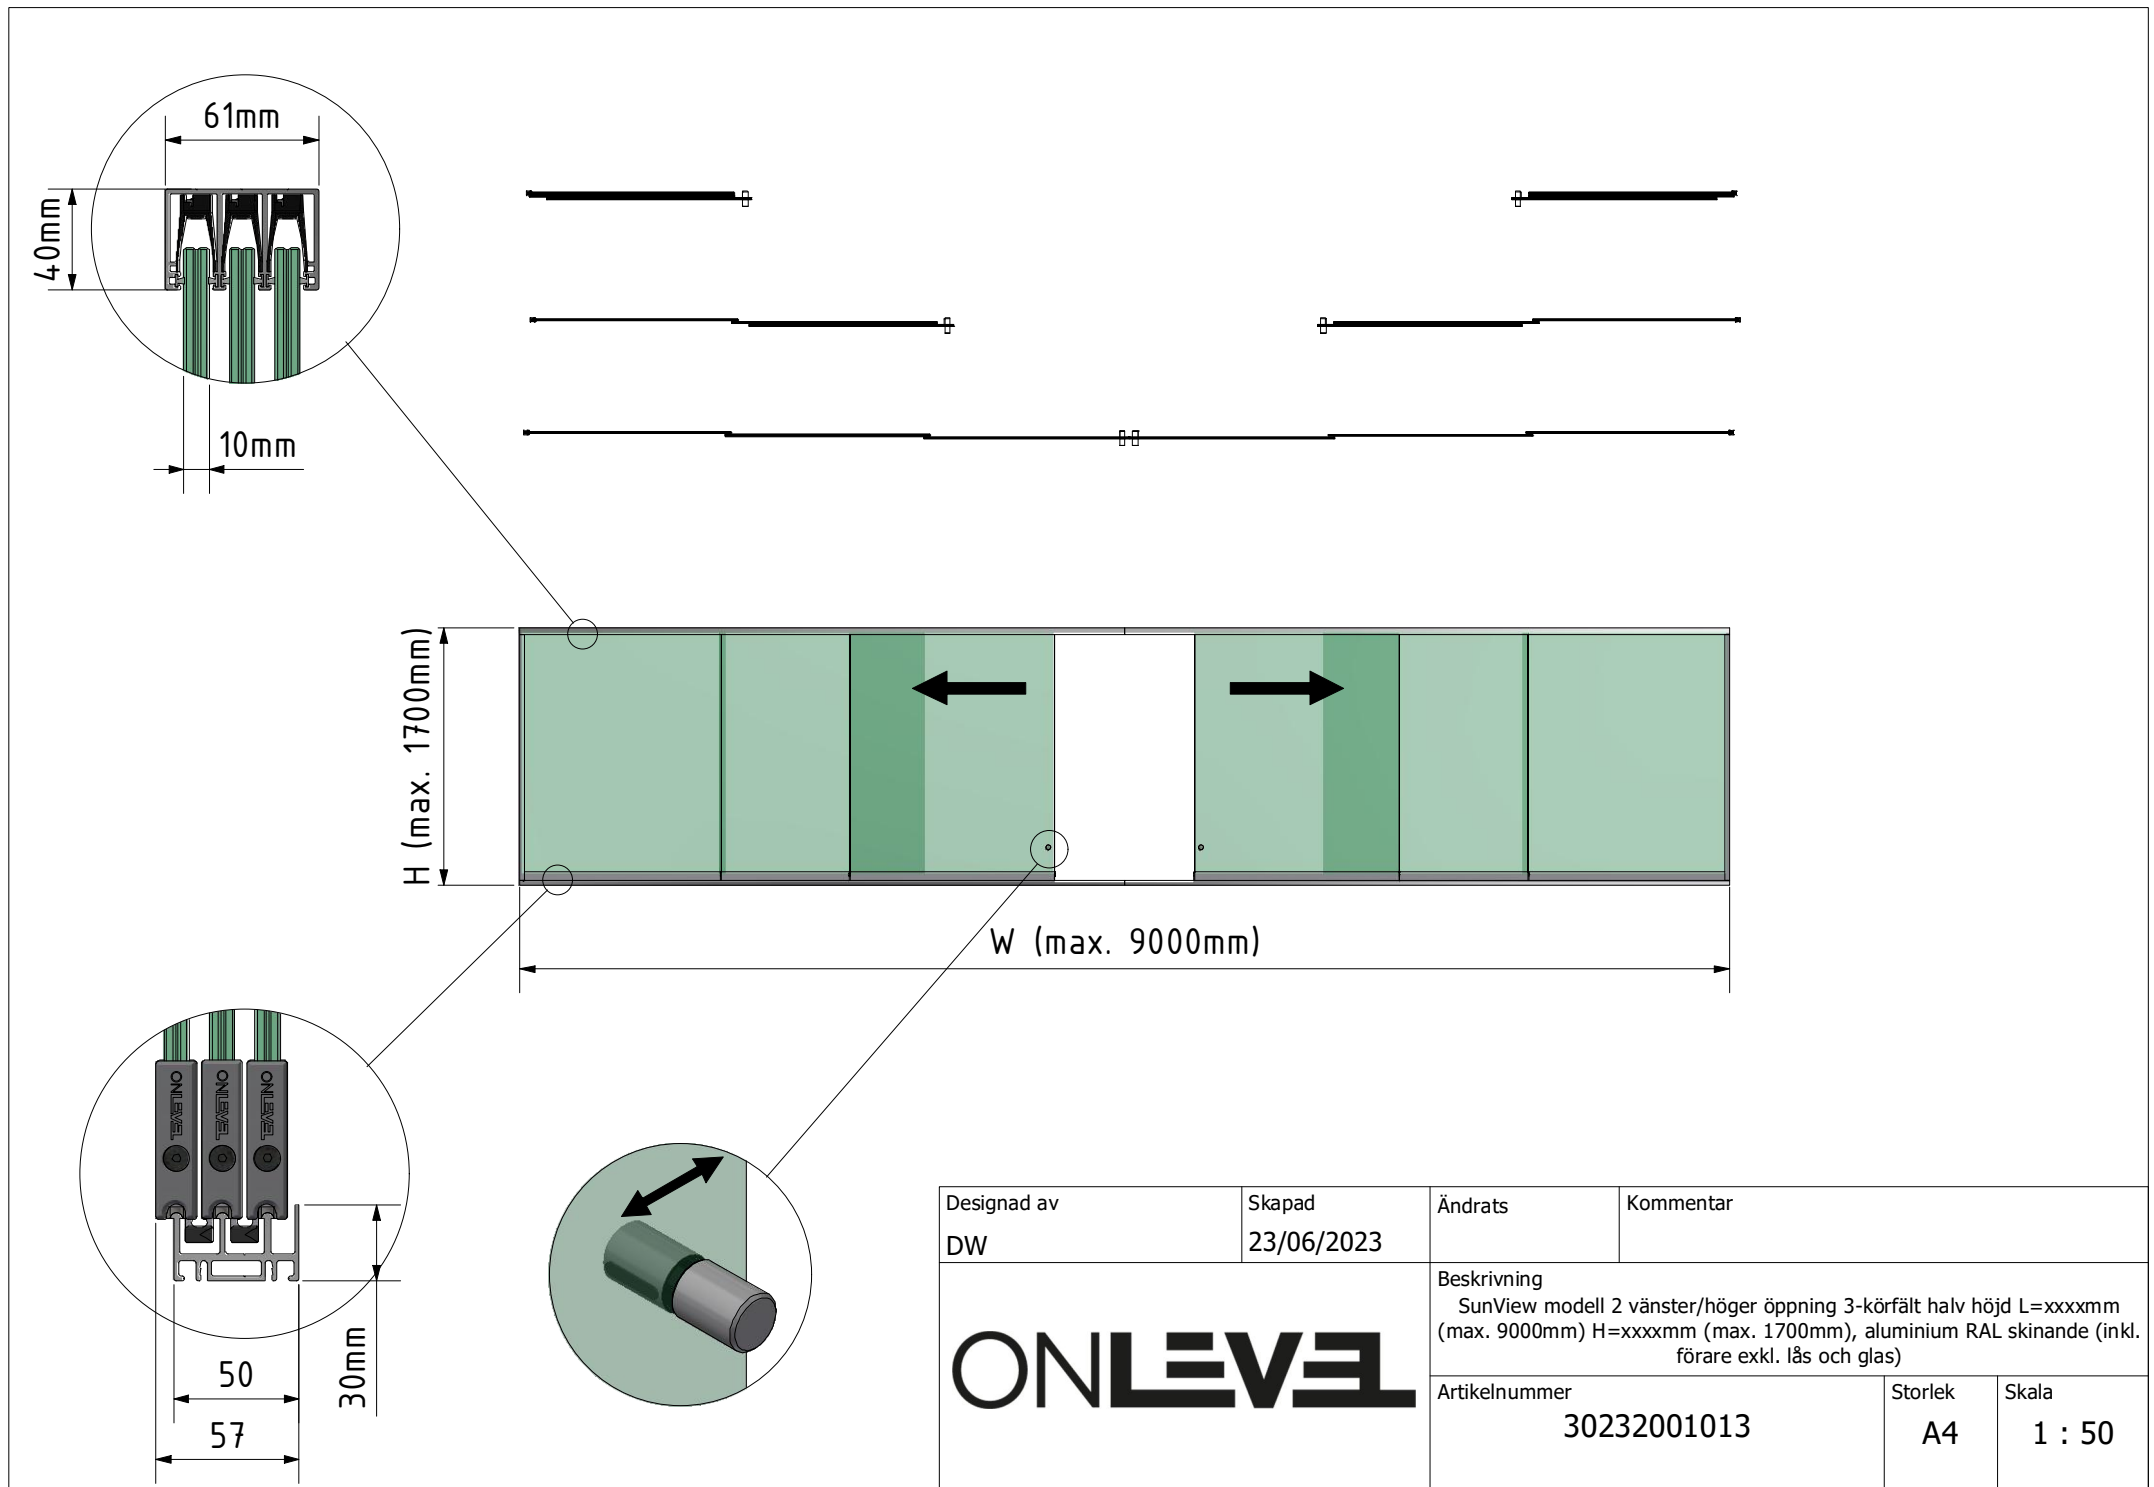 61mm
40mm
10mm
H (max. 1700mm)
W (max. 9000mm)
ONLEVEL
ONLEVEL
ONLEVEL
50
57
30mm
Designad av
DW
Skapad
23/06/2023
Ändrats
Kommentar
ONLEVEL
Beskrivning
SunView modell 2 vänster/höger öppning 3-körfält halv höjd L=xxxxmm
(max. 9000mm) H=xxxxmm (max. 1700mm), aluminium RAL skinande (inkl.
förare exkl. lås och glas)
Artikelnummer
30232001013
Storlek
A4
Skala
1 : 50